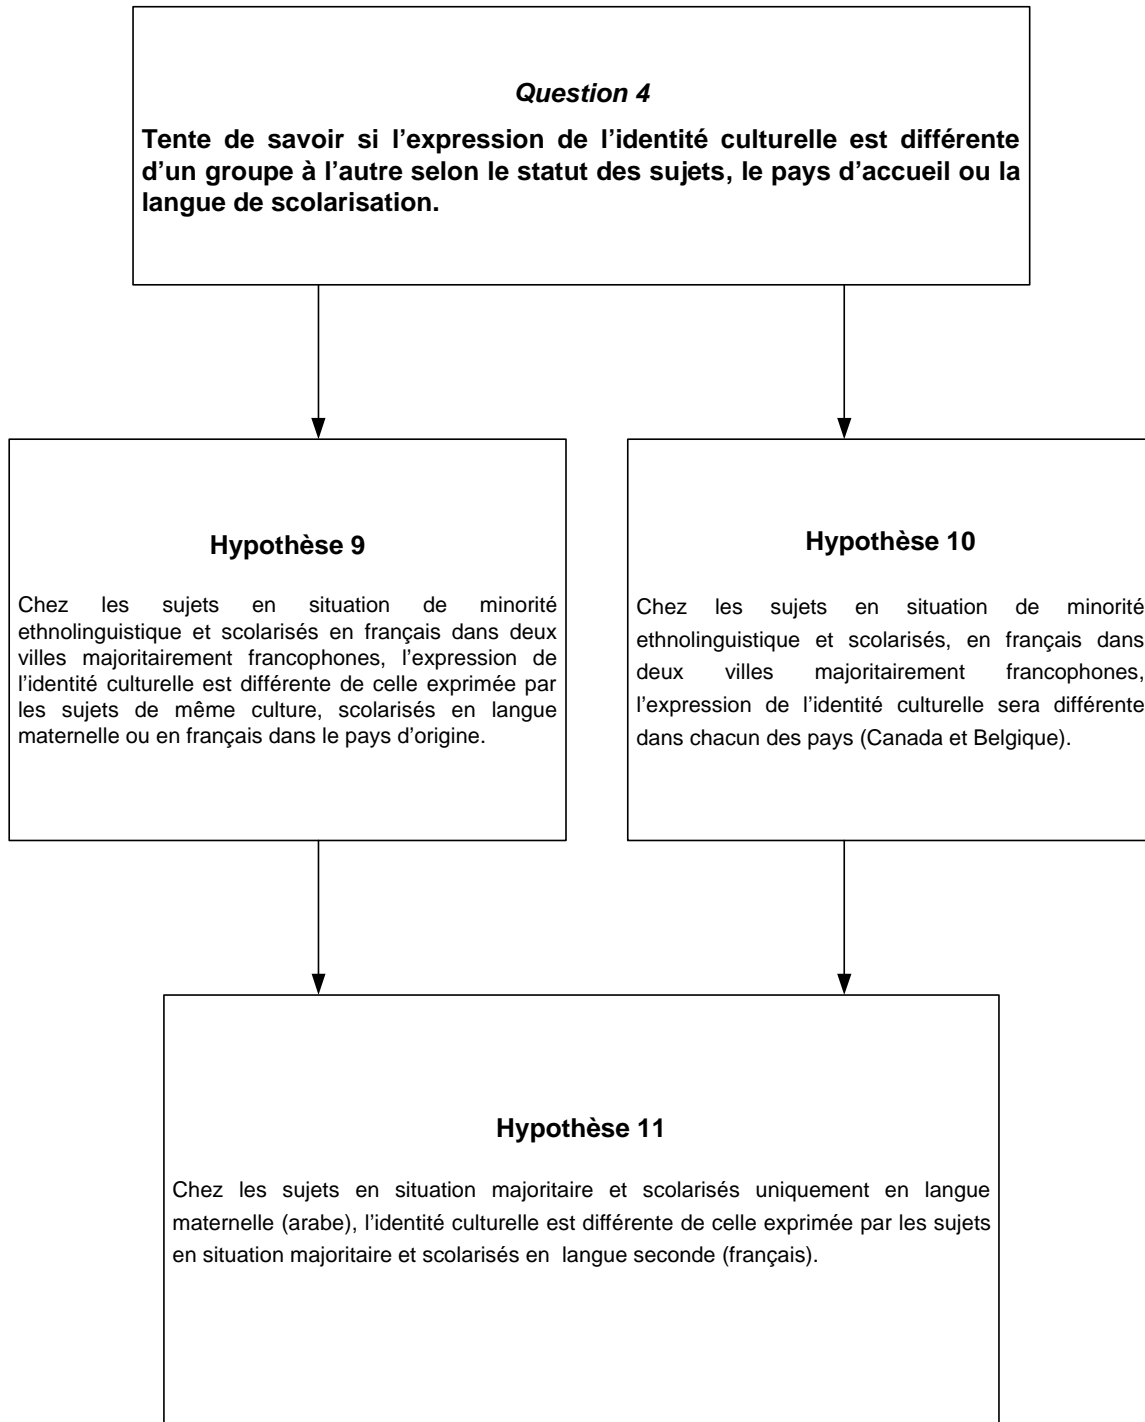 Question 4
Tente de savoir si l’expression de l’identité culturelle est différente
d’un groupe à l’autre selon le statut des sujets, le pays d’accueil ou la
langue de scolarisation.
Hypothèse 9
Chez les sujets en situation de minorité
ethnolinguistique et scolarisés en français dans deux
villes majoritairement francophones, l’expression de
l’identité culturelle est différente de celle exprimée par
les sujets de même culture, scolarisés en langue
maternelle ou en français dans le pays d’origine.
Hypothèse 10
Chez les sujets en situation de minorité
ethnolinguistique et scolarisés, en français dans
deux villes majoritairement francophones,
l’expression de l’identité culturelle sera différente
dans chacun des pays (Canada et Belgique).
Hypothèse 11
Chez les sujets en situation majoritaire et scolarisés uniquement en langue
maternelle (arabe), l’identité culturelle est différente de celle exprimée par les sujets
en situation majoritaire et scolarisés en langue seconde (français).